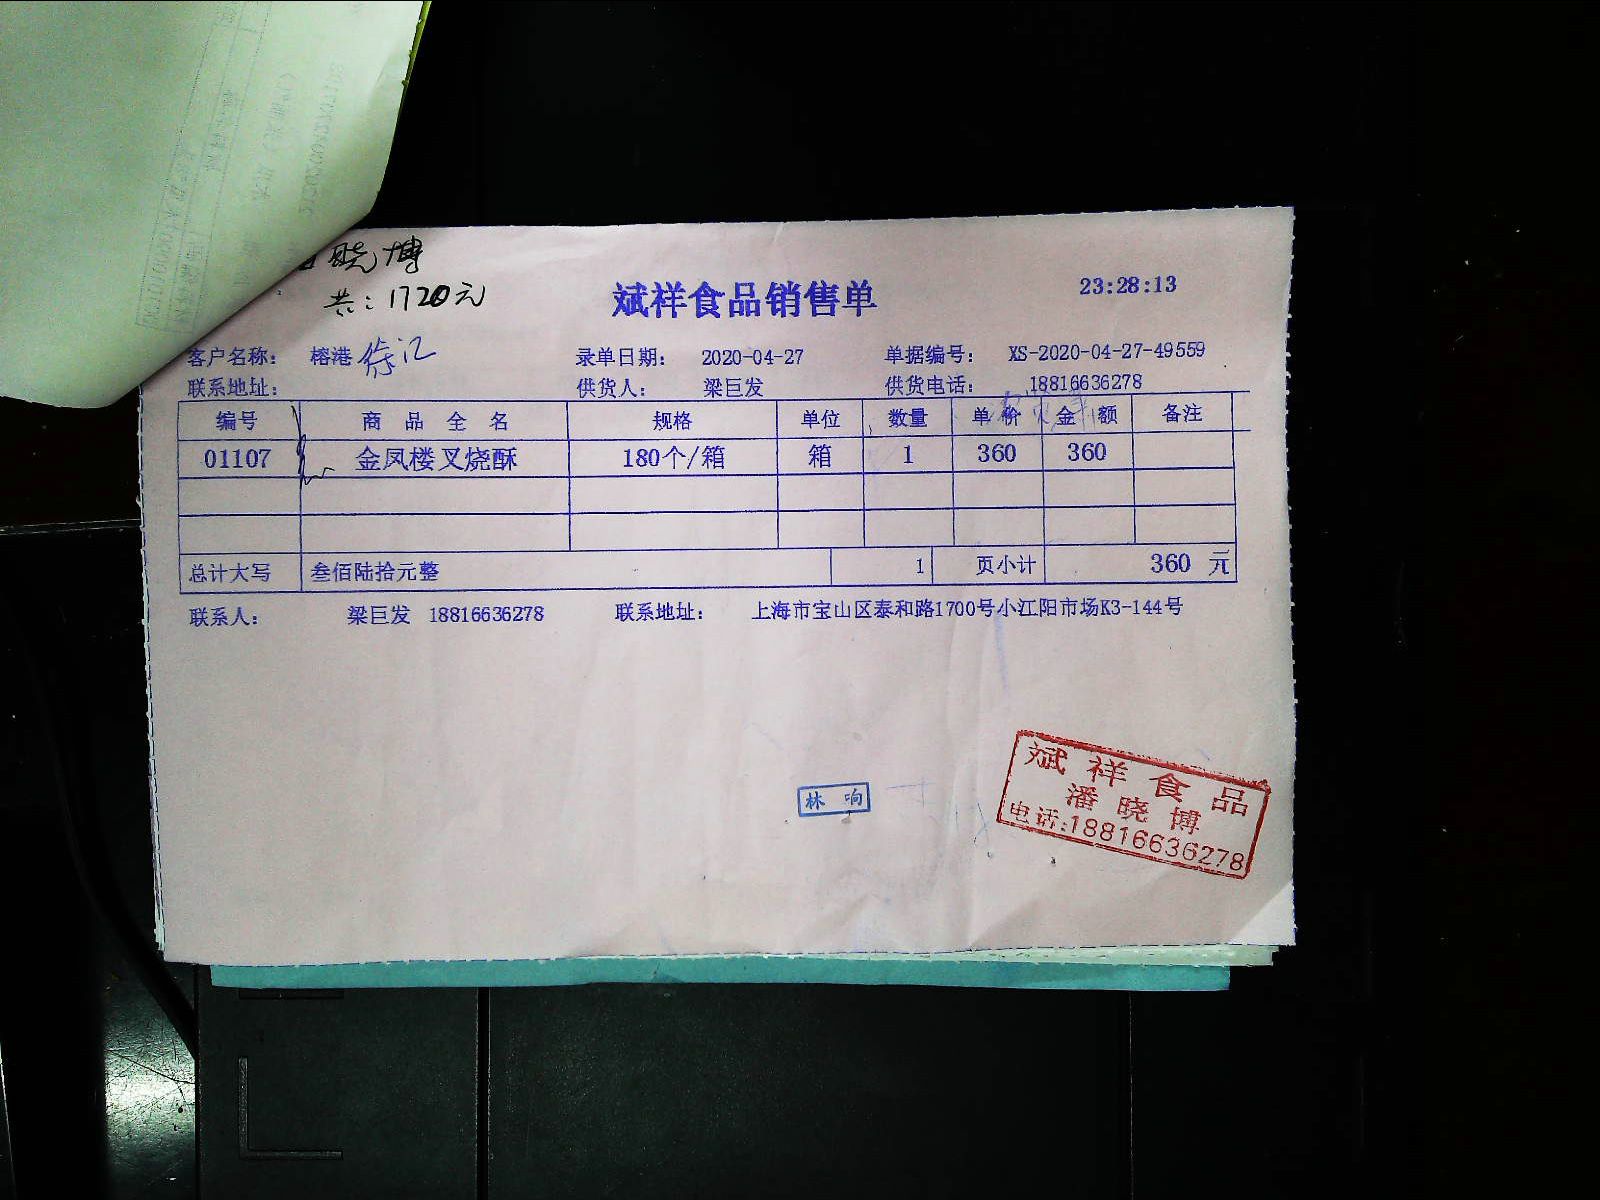 晓博
共:1720元
斌祥食品销售单
23:28:13
客户名称: 榕港 徐汇 录单日期: 2020-04-27 单据编号: XS-2020-04-27-49559
联系地址: 供货人: 梁巨发 供货电话: 18816636278
编号 商品全名 规格 单位 数量 单价 金额 备注
01107 金凤楼叉烧酥 180个/箱 箱 1 360 360
总计大写 叁佰陆拾元整 1 页小计 360 元
联系人: 梁巨发 18816636278 联系地址: 上海市宝山区泰和路1700号小江阳市场K3-144号
林响
斌祥食品
潘晓博
电话:18816636278